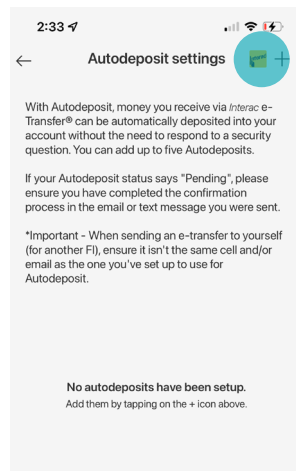 2:33
Autodeposit settings
Interac
+
With Autodeposit, money you receive via Interac e-
Transfer® can be automatically deposited into your
account without the need to respond to a security
question. You can add up to five Autodeposits.
If your Autodeposit status says "Pending", please
ensure you have completed the confirmation
process in the email or text message you were sent.
*Important - When sending an e-transfer to yourself
(for another FI), ensure it isn't the same cell and/or
email as the one you've set up to use for
Autodeposit.
No autodeposits have been setup.
Add them by tapping on the + icon above.